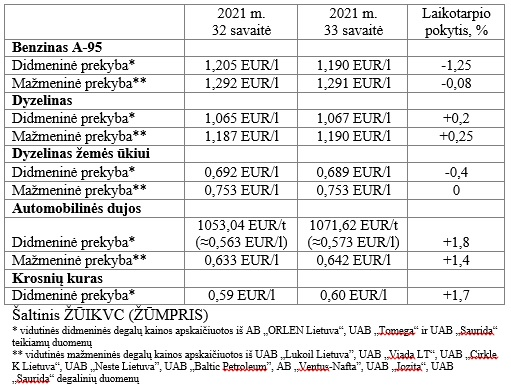 2021 m. 2021 m. Laikotarpio
32 savaitė 33 savaitė pokytis, %
Benzinas A-95
Didmeninė prekyba* 1,205 EUR/l 1,190 EUR/l -1,25
Mažmeninė prekyba** 1,292 EUR/l 1,291 EUR/l -0,08
Dyzelinas
Didmeninė prekyba* 1,065 EUR/l 1,067 EUR/l +0,2
Mažmeninė prekyba** 1,187 EUR/l 1,190 EUR/l +0,25
Dyzelinas žemės ūkiui
Didmeninė prekyba* 0,692 EUR/l 0,689 EUR/l -0,4
Mažmeninė prekyba** 0,753 EUR/l 0,753 EUR/l 0
Automobilinės dujos
1053,04 EUR/t 1071,62 EUR/t
Didmeninė prekyba* (≈0,563 EUR/l) (≈0,573 EUR/l) +1,8
Mažmeninė prekyba** 0,633 EUR/l 0,642 EUR/l +1,4
Krosnių kuras
Didmeninė prekyba* 0,59 EUR/l 0,60 EUR/l +1,7
Šaltinis ŽŪIKVC (ŽŪMPRIS)
* vidutinės didmeninės degalų kainos apskaičiuotos iš AB „ORLEN Lietuva“, UAB „Tomega“ ir UAB „Saurida“
teikiamų duomenų
** vidutinės mažmeninės degalų kainos apskaičiuotos iš UAB „Lukoil Lietuva“, UAB „Viada LT“, UAB „Cirkle
K Lietuva“, UAB „Neste Lietuva“, UAB „Baltic Petroleum”, AB „Ventus-Nafta”, UAB „Jozita“, UAB
„Saurida“ degalinių duomenų